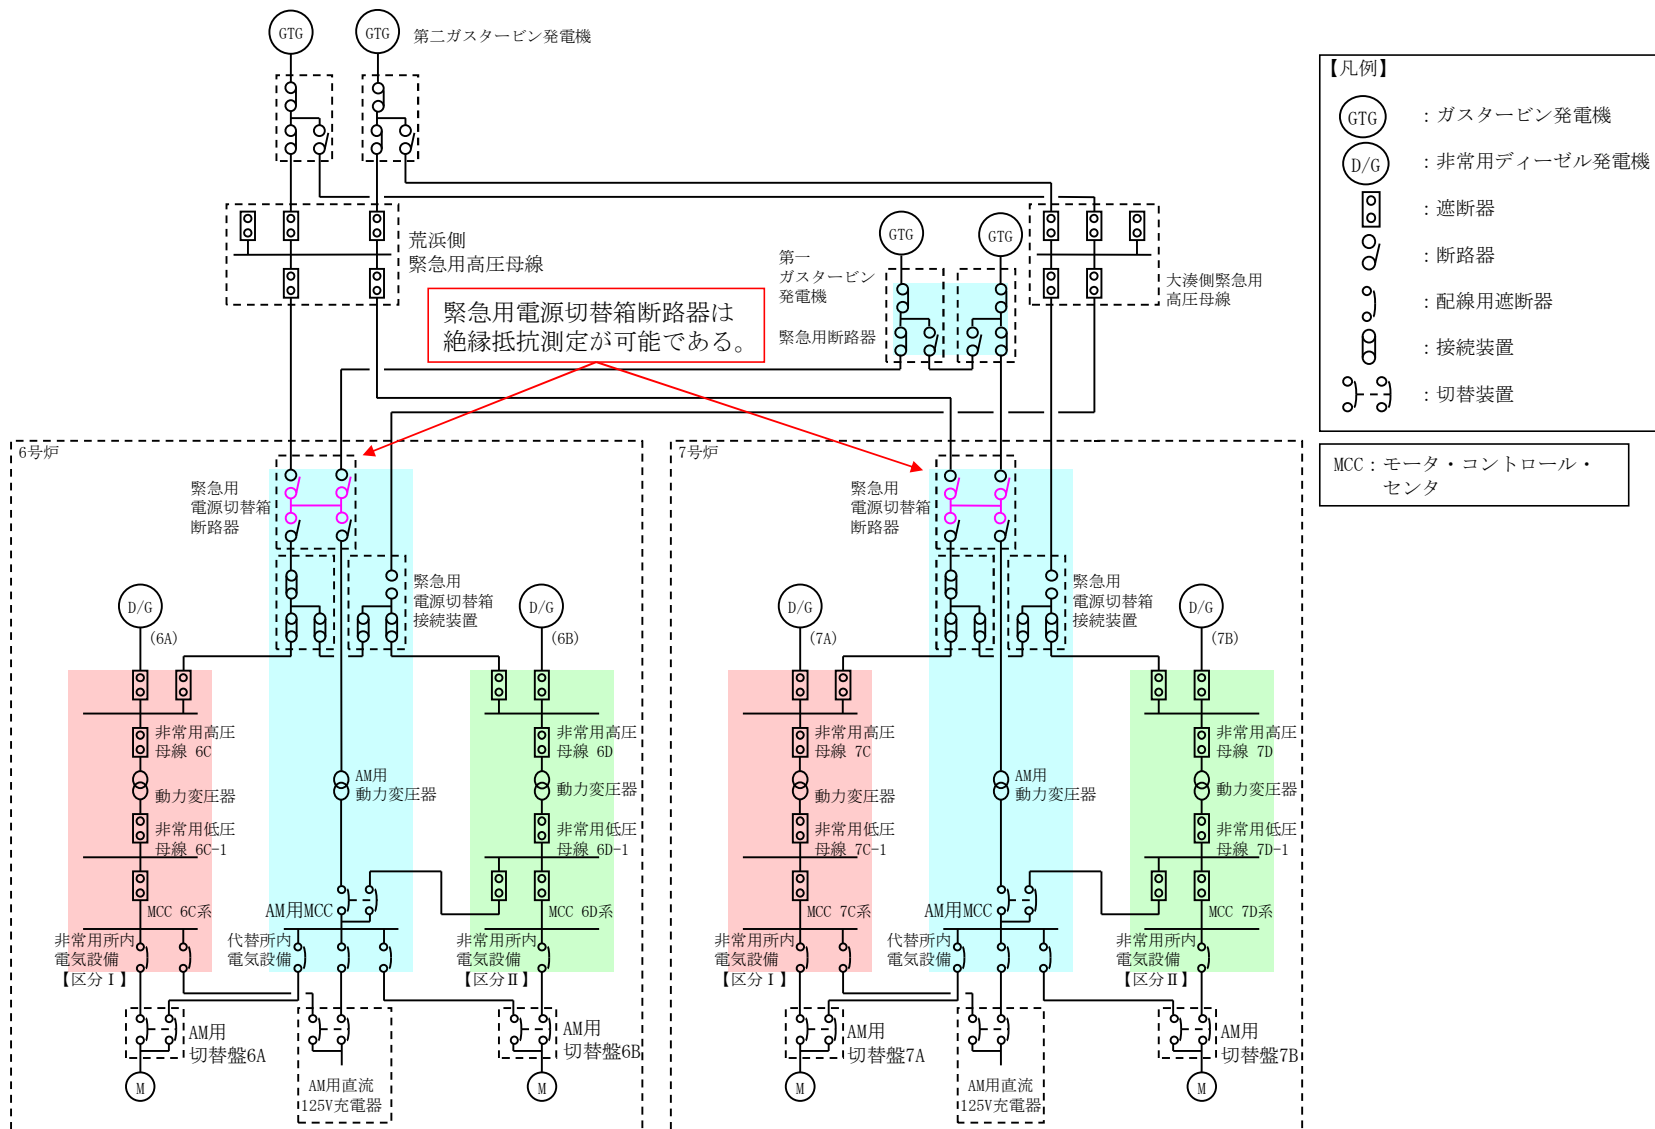 GTG
GTG
第二ガスタービン発電機
荒浜側
緊急用高圧母線
第一
ガスタービン
発電機
GTG
GTG
緊急用断路器
大湊側緊急用
高圧母線
緊急用電源切替箱断路器は
絶縁抵抗測定が可能である。
【凡例】
GTG
：ガスタービン発電機
D/G
：非常用ディーゼル発電機
：遮断器
：断路器
：配線用遮断器
：接続装置
：切替装置
MCC：モータ・コントロール・
センタ
6号炉
緊急用
電源切替箱
断路器
緊急用
電源切替箱
接続装置
D/G
(6A)
D/G
(6B)
非常用高圧
母線 6C
動力変圧器
非常用低圧
母線 6C-1
MCC 6C系
非常用所内
電気設備
【区分Ⅰ】
AM用
動力変圧器
AM用MCC
代替所内
電気設備
非常用高圧
母線 6D
動力変圧器
非常用低圧
母線 6D-1
MCC 6D系
非常用所内
電気設備
【区分Ⅱ】
AM用
切替盤6A
M
AM用直流
125V充電器
AM用
切替盤6B
M
7号炉
緊急用
電源切替箱
断路器
緊急用
電源切替箱
接続装置
D/G
(7A)
D/G
(7B)
非常用高圧
母線 7C
動力変圧器
非常用低圧
母線 7C-1
MCC 7C系
非常用所内
電気設備
【区分Ⅰ】
AM用
動力変圧器
AM用MCC
代替所内
電気設備
非常用高圧
母線 7D
動力変圧器
非常用低圧
母線 7D-1
MCC 7D系
非常用所内
電気設備
【区分Ⅱ】
AM用
切替盤7A
M
AM用直流
125V充電器
AM用
切替盤7B
M